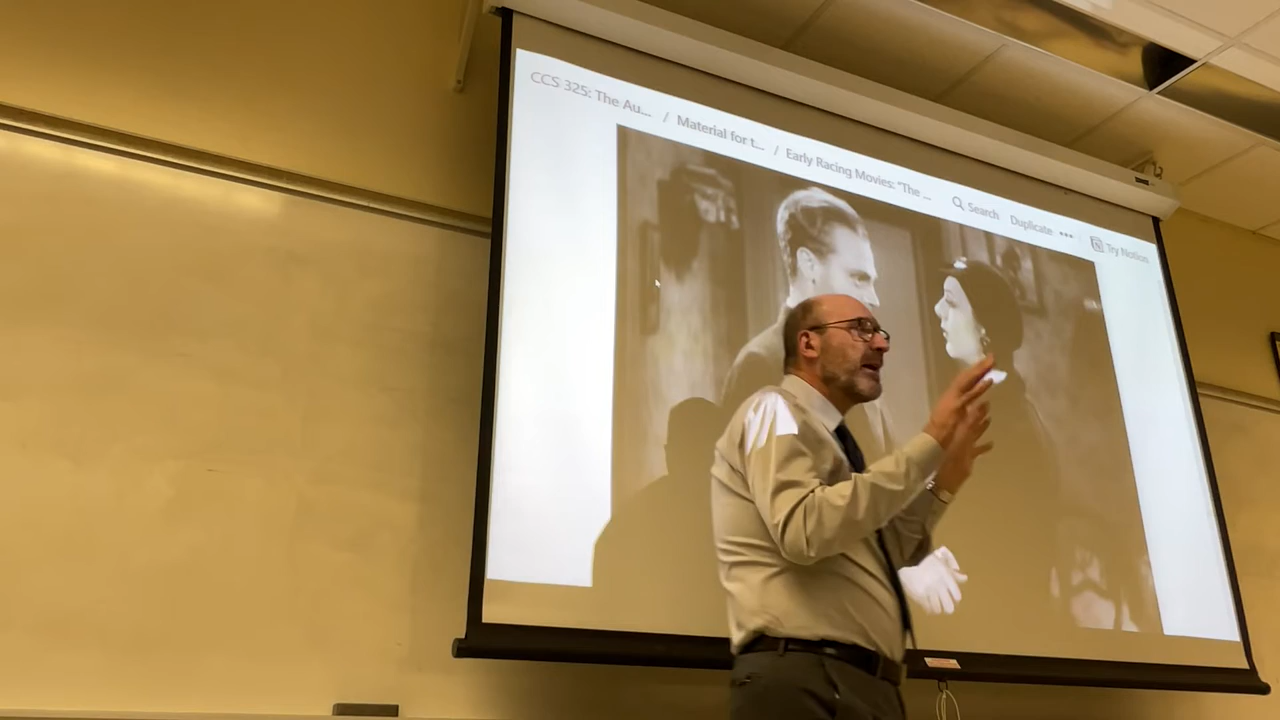 CCS 325: The Au... / Material for t... / Early Racing Movies: "The ... Search Duplicate ••• Try Notion